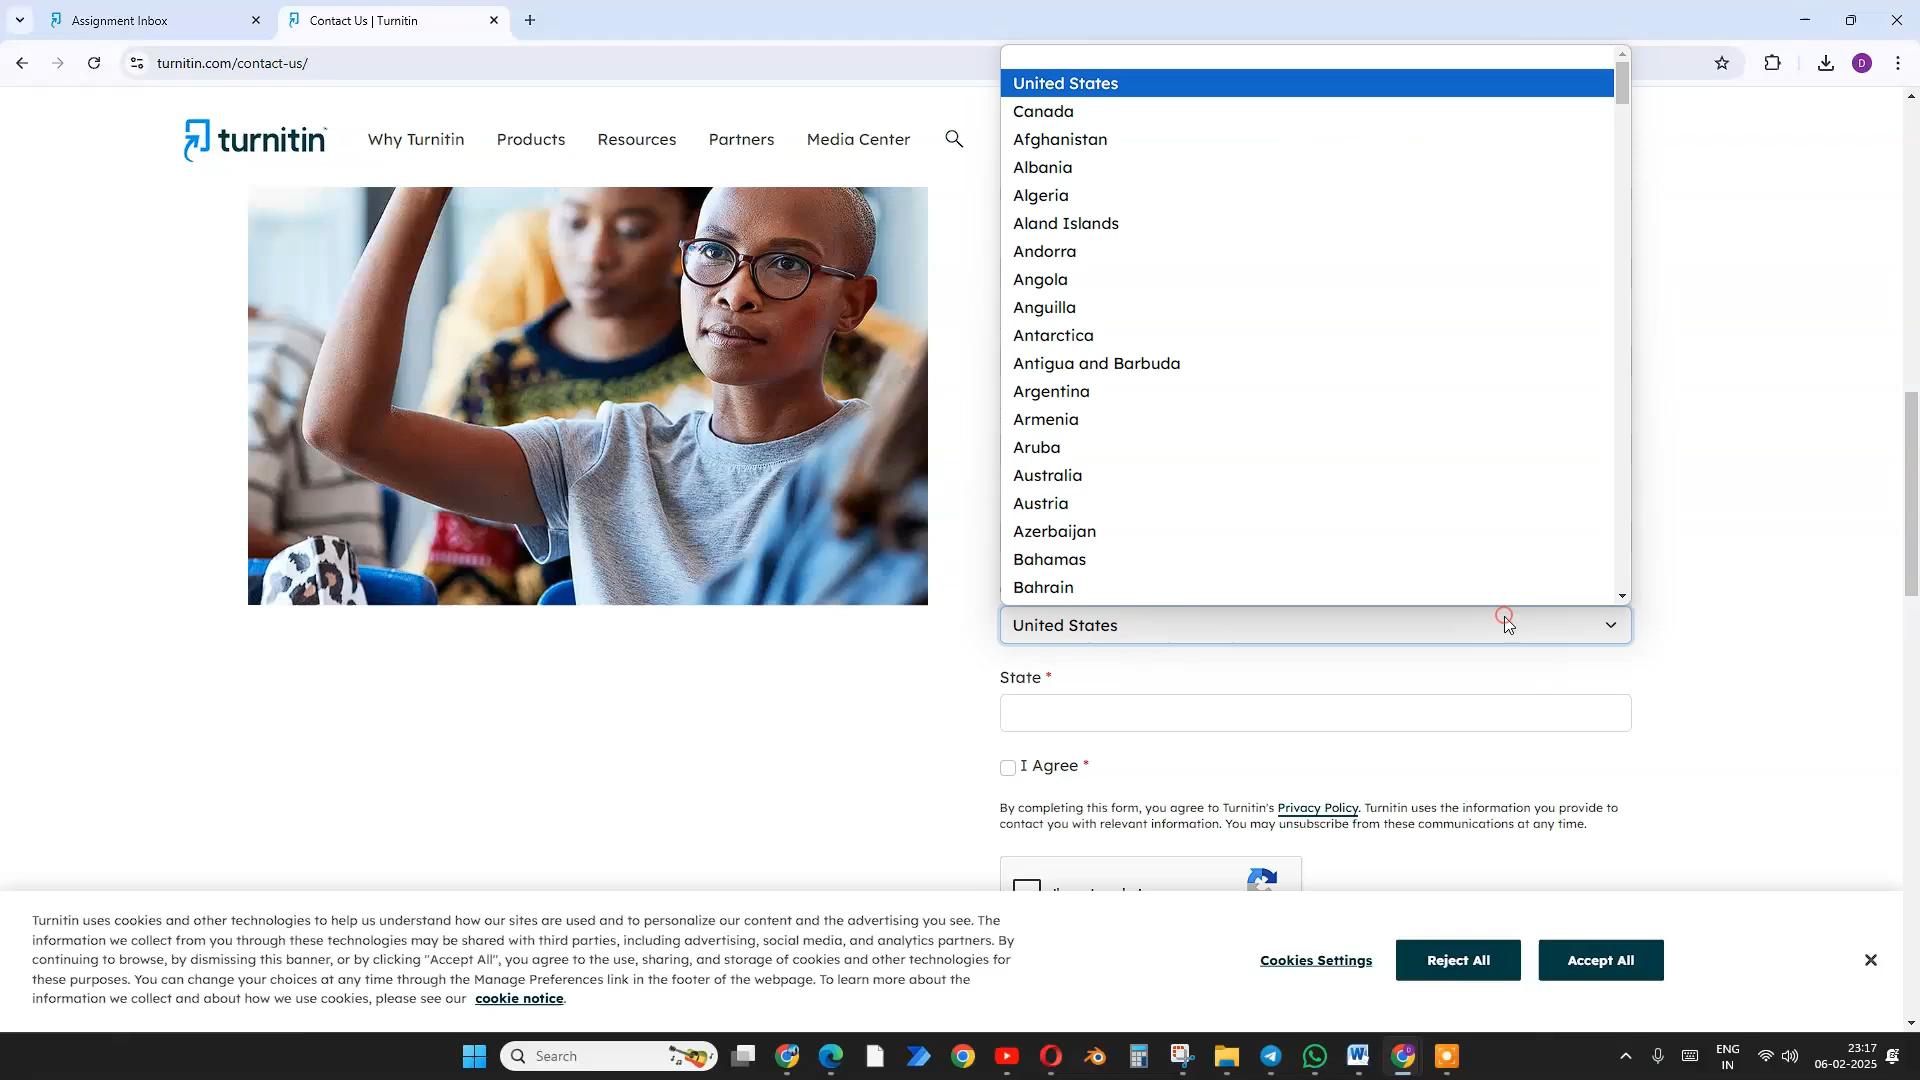 Assignment Inbox
Contact Us | Turnitin
turnitin.com/contact-us/
D
turnitin
Why Turnitin
Products
Resources
Partners
Media Center
United States
Canada
Afghanistan
Albania
Algeria
Aland Islands
Andorra
Angola
Anguilla
Antarctica
Antigua and Barbuda
Argentina
Armenia
Aruba
Australia
Austria
Azerbaijan
Bahamas
Bahrain
United States
State *
I Agree *
By completing this form, you agree to Turnitin's Privacy Policy. Turnitin uses the information you provide to
contact you with relevant information. You may unsubscribe from these communications at any time.
Turnitin uses cookies and other technologies to help us understand how our sites are used and to personalize our content and the advertising you see. The
information we collect from you through these technologies may be shared with third parties, including advertising, social media, and analytics partners. By
continuing to browse, by dismissing this banner, or by clicking "Accept All", you agree to the use, sharing, and storage of cookies and other technologies for
these purposes. You can change your choices at any time through the Manage Preferences link in the footer of the webpage. To learn more about the
information we collect and about how we use cookies, please see our cookie notice.
Cookies Settings
Reject All
Accept All
Search
ENG
IN
23:17
06-02-2025